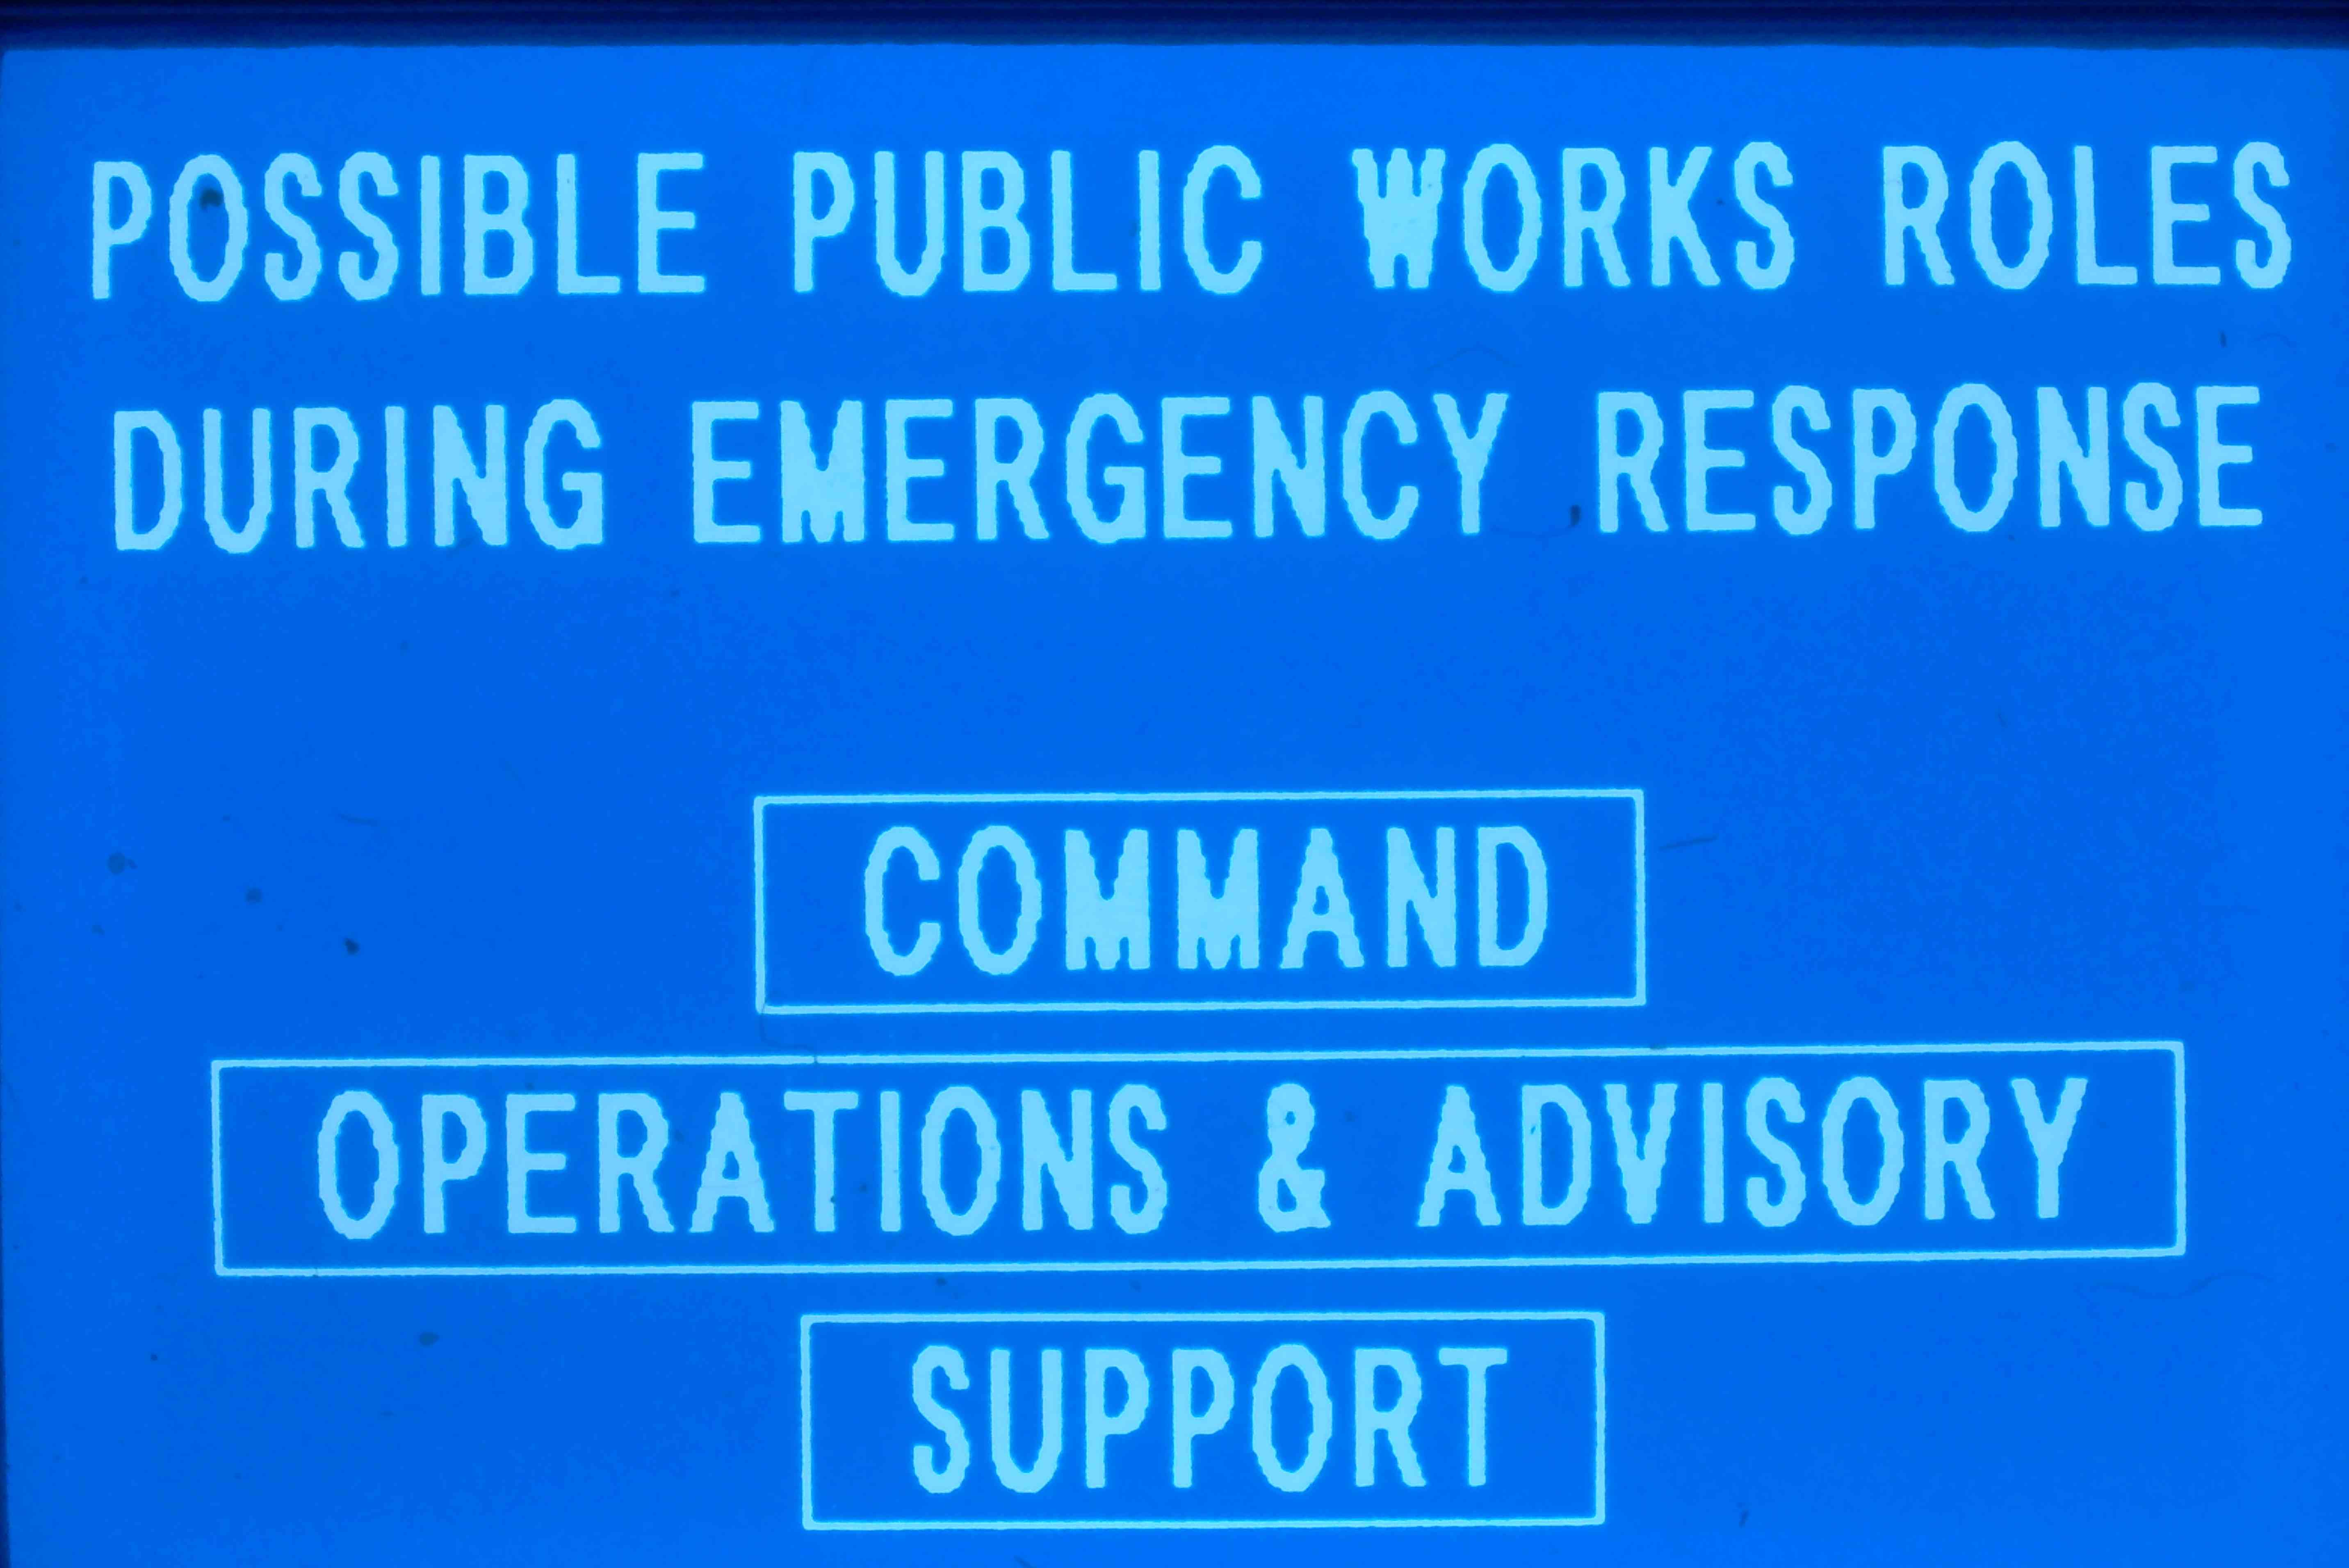 POSSIBLE PUBLIC WORKS ROLES
DURING EMERGENCY RESPONSE
COMMAND
OPERATIONS & ADVISORY
SUPPORT